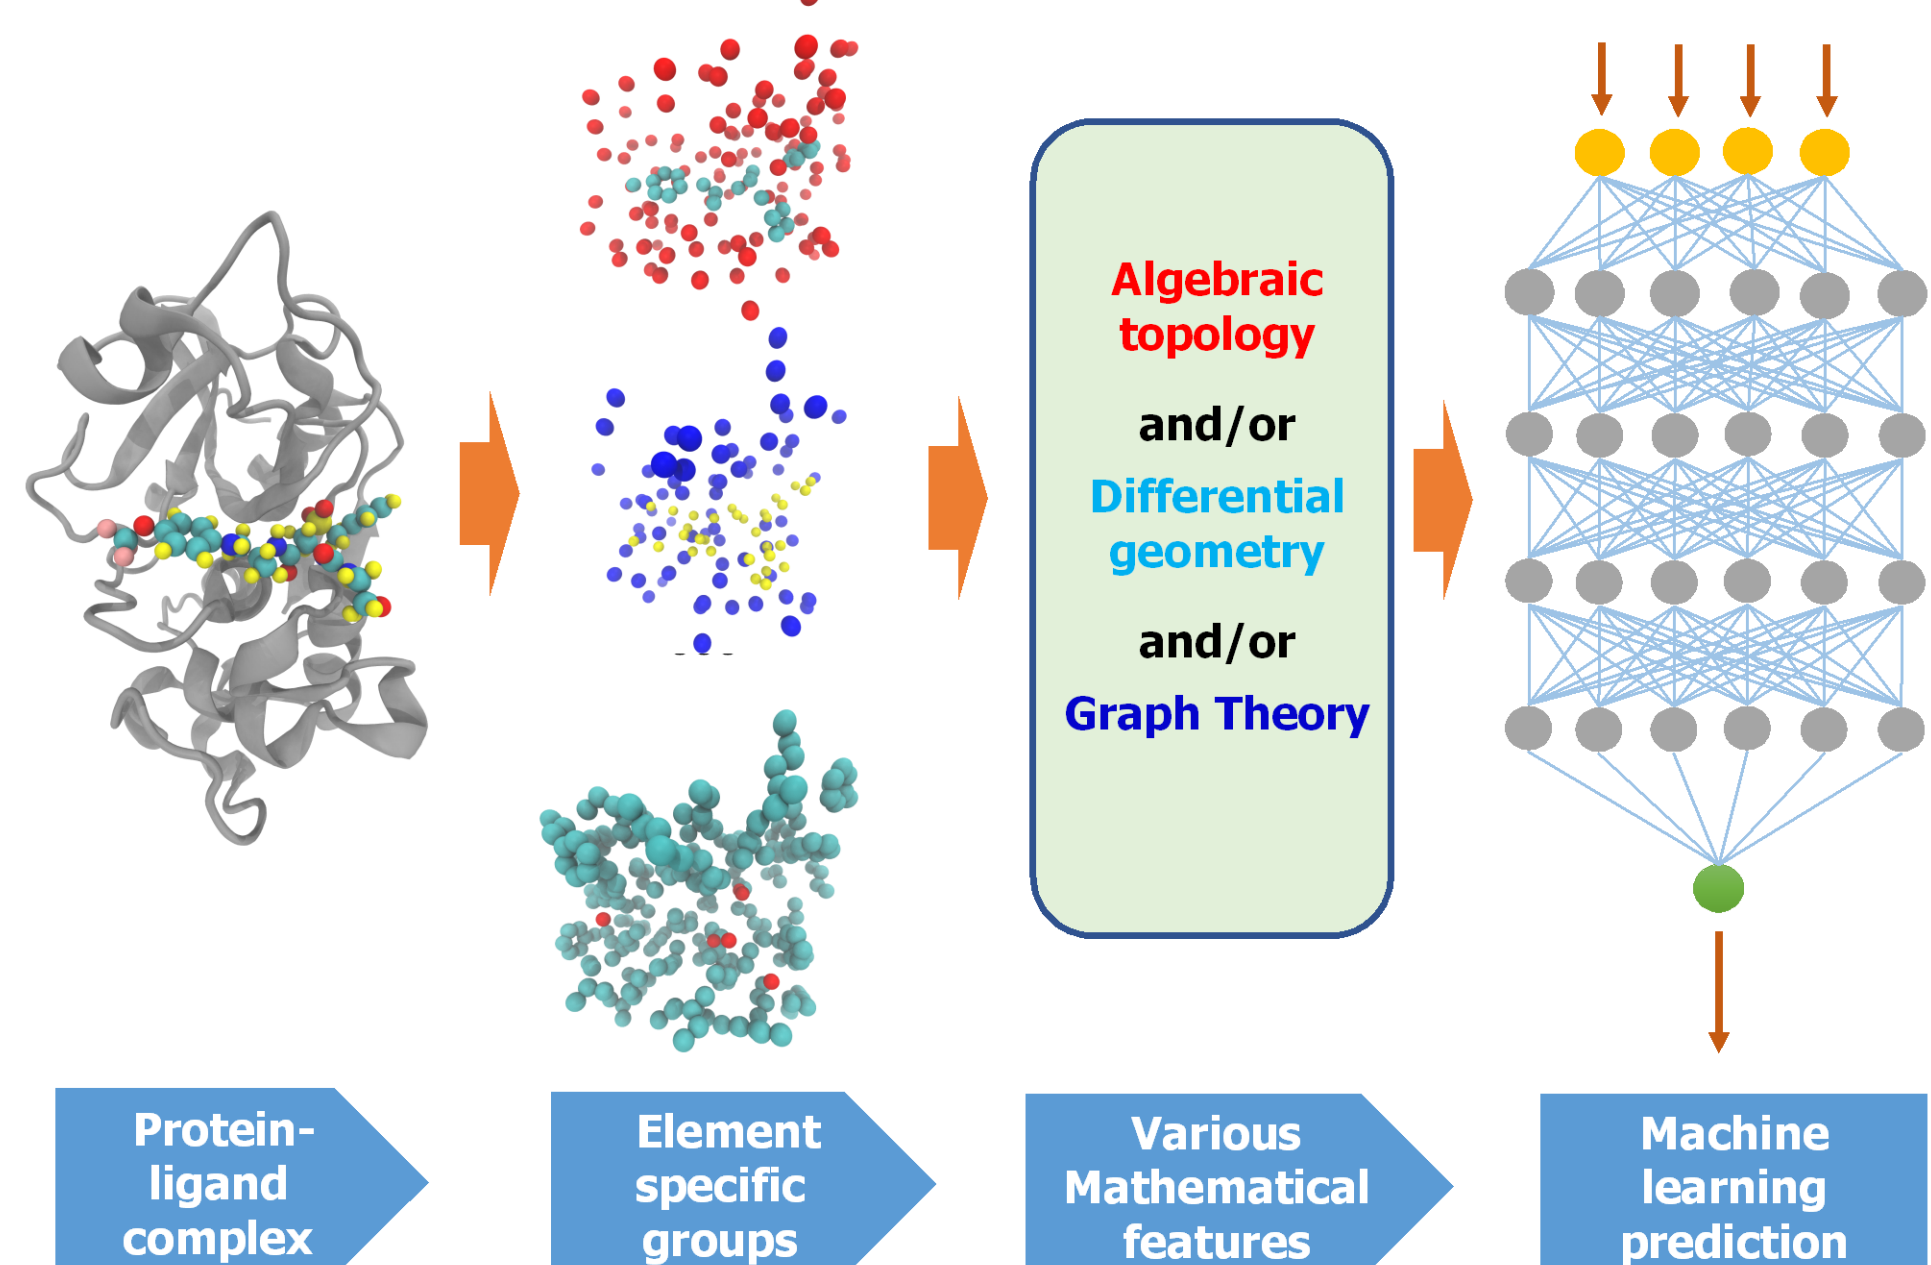 Algebraic
topology
and/or
Differential
geometry
and/or
Graph Theory
Protein-
ligand
complex
Element
specific
groups
Various
Mathematical
features
Machine
learning
prediction